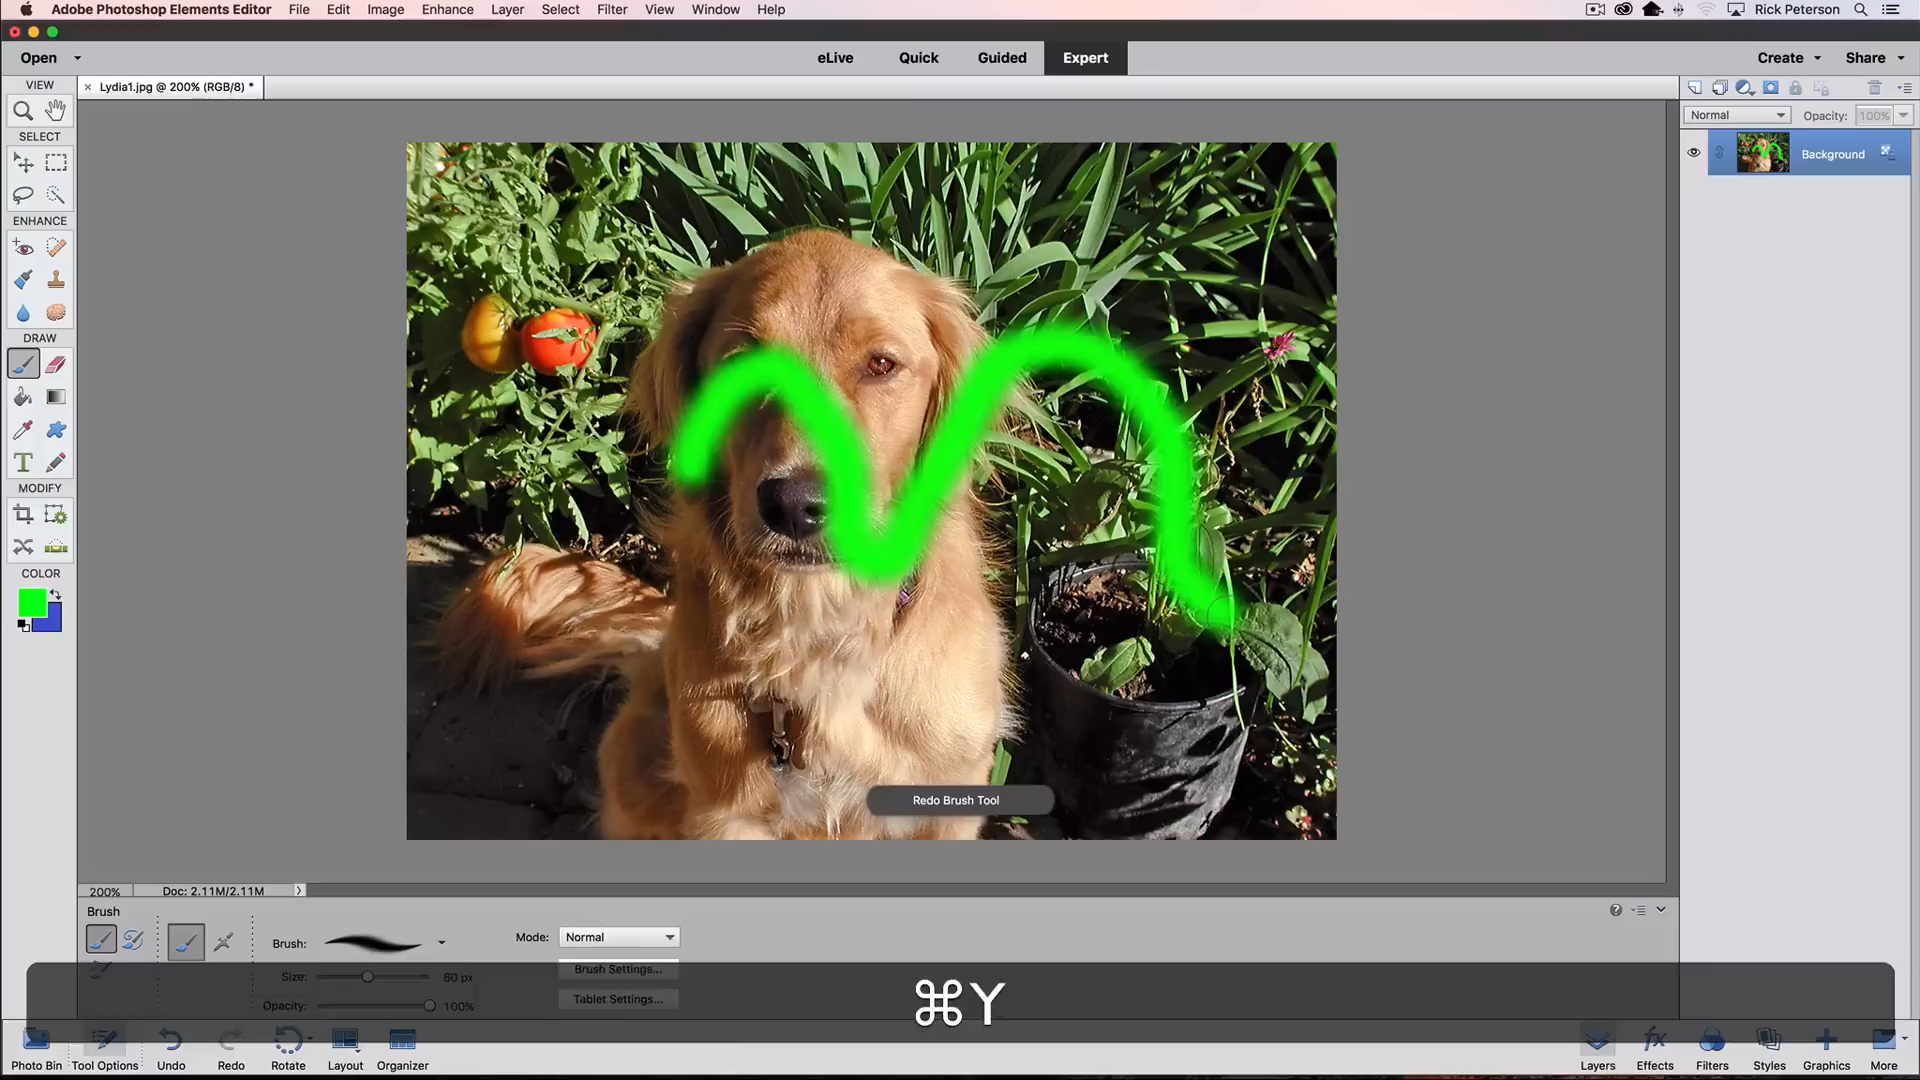 Adobe Photoshop Elements Editor File Edit Image Enhance Layer Select Filter View Window Help Rick Peterson
Open eLive Quick Guided Expert Create Share
VIEW
× Lydia1.jpg @ 200% (RGB/8) *
Normal Opacity: 100%
SELECT
Background
ENHANCE
DRAW
T
MODIFY
COLOR
Redo Brush Tool
200% Doc: 2.11M/2.11M
Brush
Brush: Mode: Normal
Size: 60 px Brush Settings...
Opacity: 100% Tablet Settings...
⌘Y
Photo Bin Tool Options Undo Redo Rotate Layout Organizer Layers Effects Filters Styles Graphics More